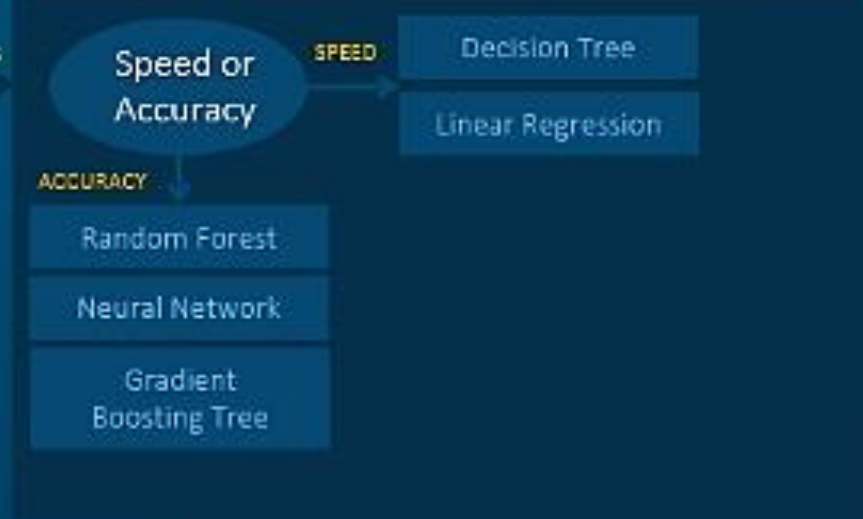 Speed or
Accuracy
SPEED
Decision Tree
Linear Regression
ACCURACY
Random Forest
Neural Network
Gradient
Boosting Tree